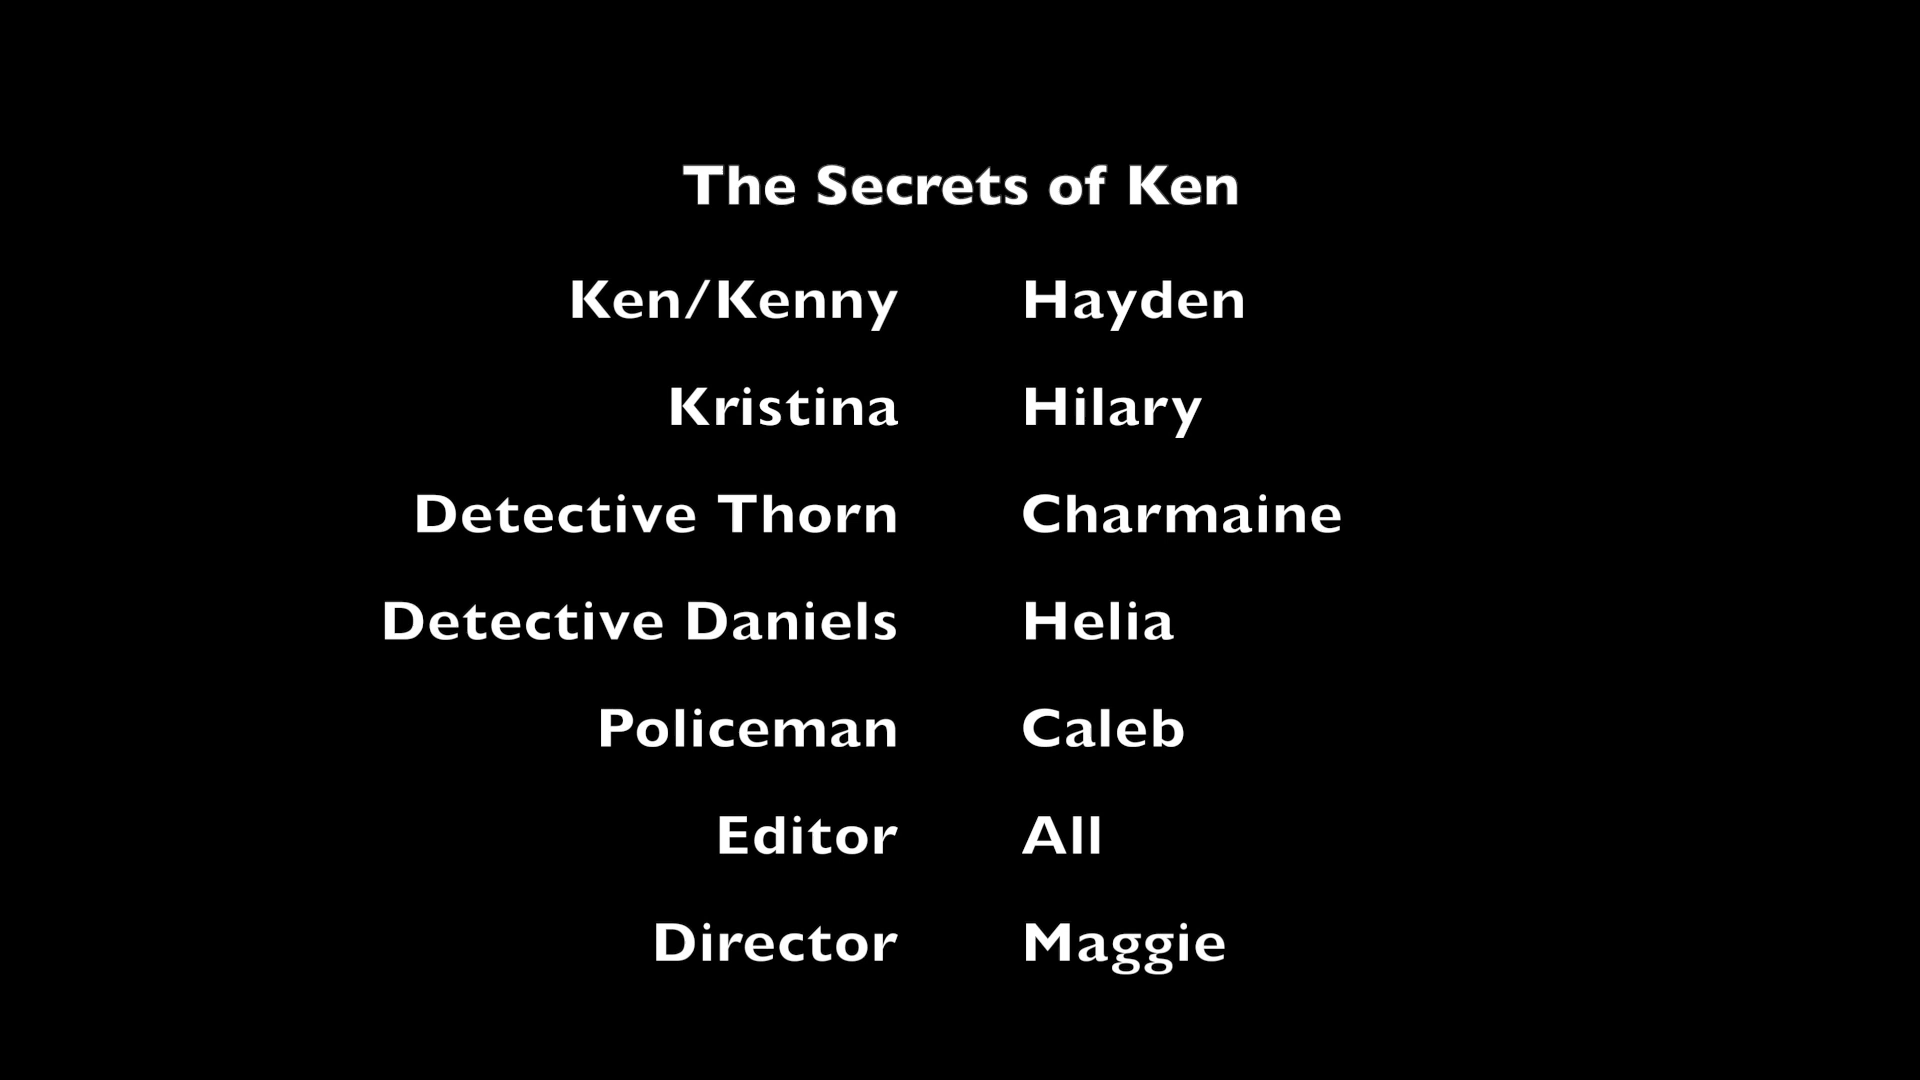 The Secrets of Ken
Ken/Kenny Hayden
Kristina Hilary
Detective Thorn Charmaine
Detective Daniels Helia
Policeman Caleb
Editor All
Director Maggie